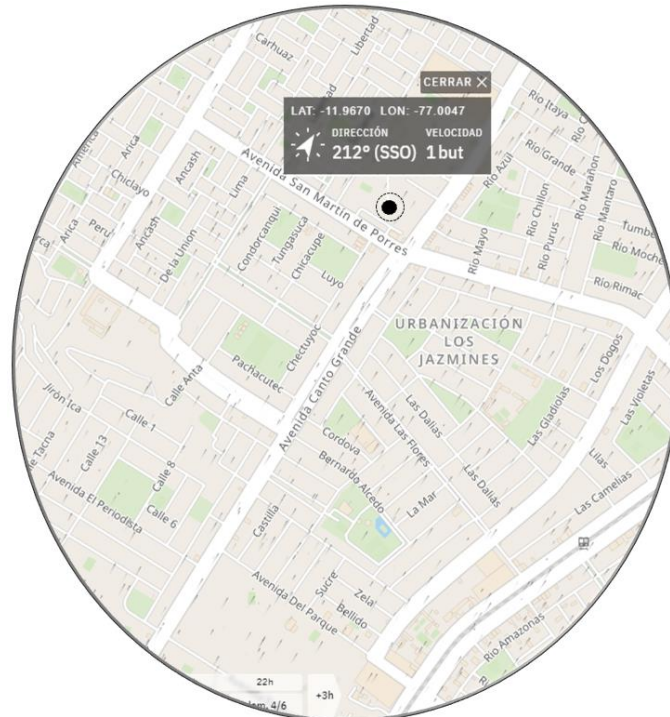 Libertad
Carhuaz
CERRAR ×
LAT: -11.9670 LON: -77.0047
DIRECCIÓN
VELOCIDAD
212° (SSO)
1 but
Rio Itaya
Rio Azul
Rio Grande
Rio Marañon
Rio Mantaro
Rio Chillon
Rio Purus
Rio Mayo
Rio Moche
Rio Rimac
Arica
Ancash
Chiclayo
Lima
Avenida San Martin de Porres
Arica
Peru
Ancash
De la Union
Condorcanqui
Tungasuca
Chicacupe
Luyo
URBANIZACIÓN
LOS
JAZMINES
Chectuyoc
Pachacutec
Calle Anta
Avenida Canto Grande
Los Dogos
Las Violetas
Las Gladiolas
Las Dalias
Avenida Las Flores
Las Dalias
Jirón Ica
Calle 1
Calle 13
Calle 8
Calle 6
Avenida El Periodista
Cordova
Bernardo Alcedo
La Mar
Lilas
Las Camelias
Castilla
Sucre
Zela
Bellido
Avenida Del Parque
Rio Amazonas
22h
4/6
+3h